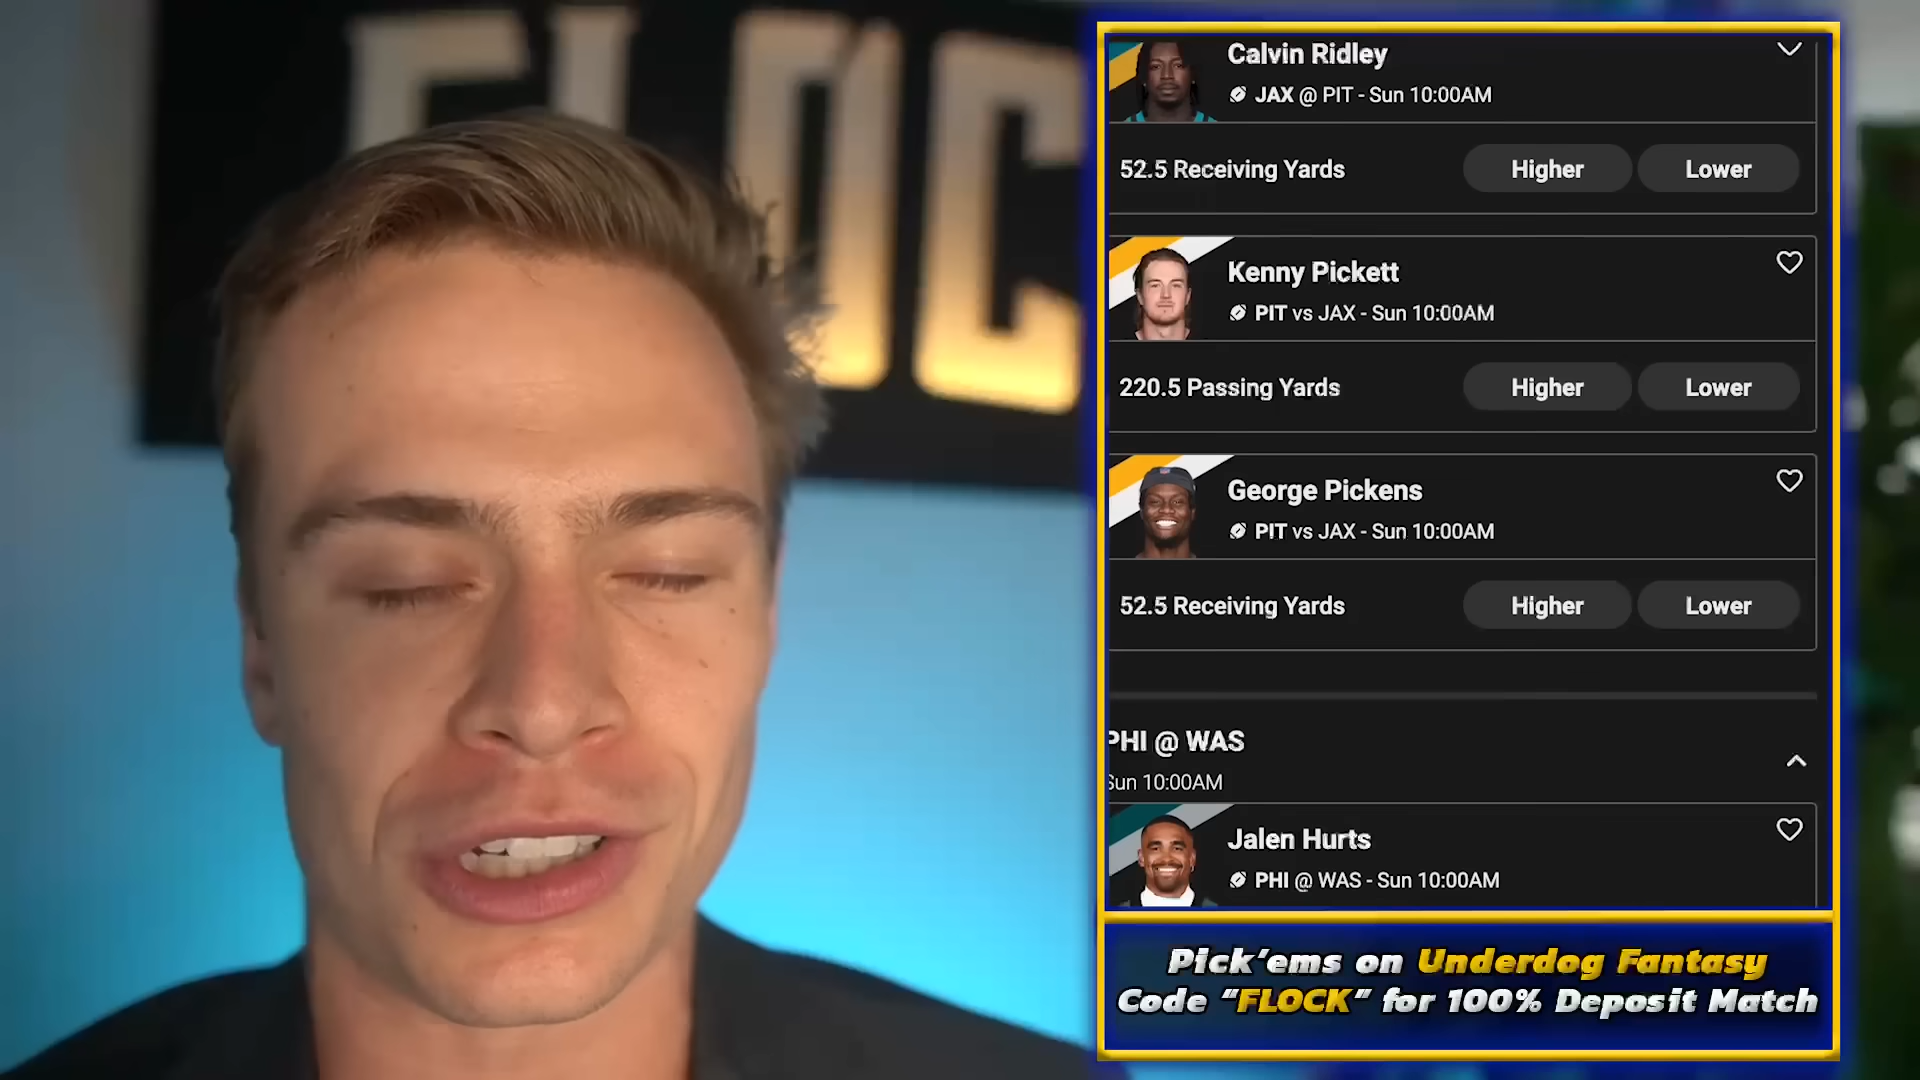 FLOC
Calvin Ridley
JAX @ PIT - Sun 10:00AM
52.5 Receiving Yards Higher Lower
Kenny Pickett
PIT vs JAX - Sun 10:00AM
220.5 Passing Yards Higher Lower
George Pickens
PIT vs JAX - Sun 10:00AM
52.5 Receiving Yards Higher Lower
PHI @ WAS
Sun 10:00AM
Jalen Hurts
PHI @ WAS - Sun 10:00AM
Pick'ems on Underdog Fantasy
Code "FLOCK" for 100% Deposit Match